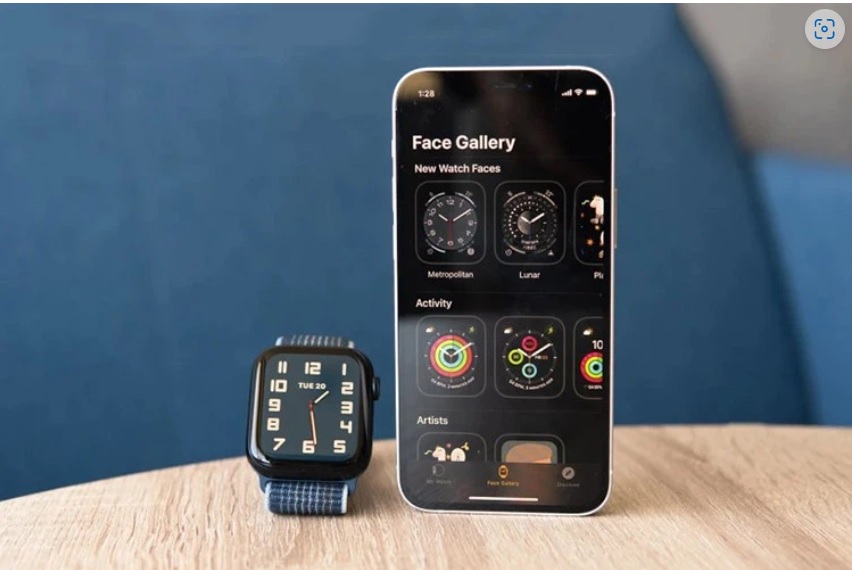 1:28
Face Gallery
New Watch Faces
Metropolitan
Lunar
Pl
Activity
10
Artists
My Watch
Face Gallery
Discover
11 12 1
10 TUE 20 2
9 3
8 4
7 6 5